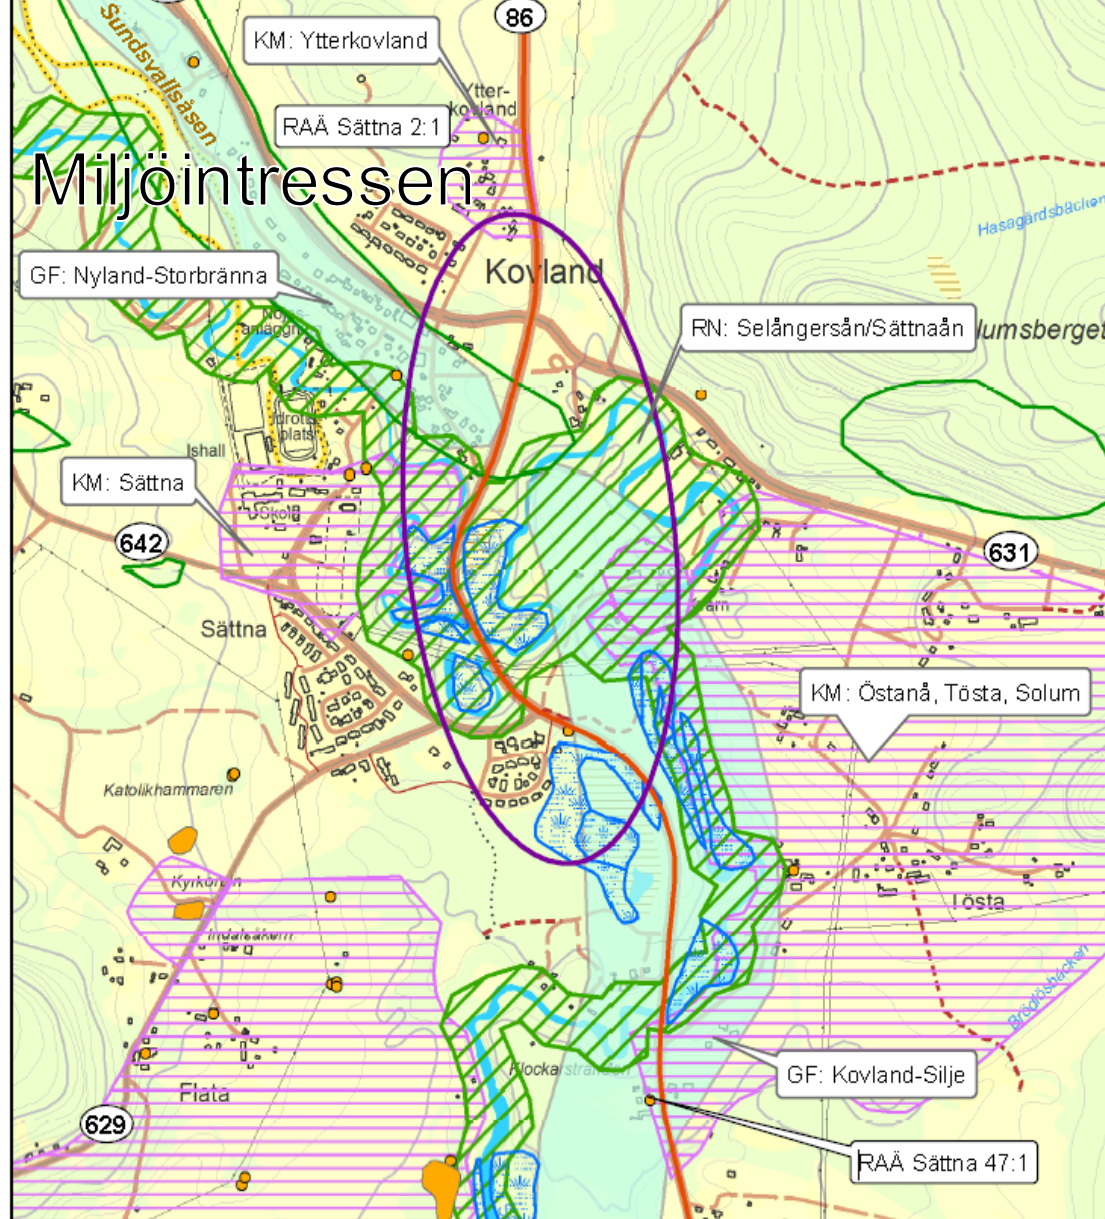 86
Sundsvallsåsen
KM: Ytterkovland
Ytter-
kovland
RAÄ Sättna 2:1
Miljöintressen
Hasagårdsbäcken
GF: Nyland-Storbränna
Kovland
RN: Selångersån/Sättnaån
lumsberget
Idrotts
plats
Ishall
KM: Sättna
Skola
642
631
Sättna
KM: Östanå, Tösta, Solum
Katolikhammaren
Tösta
Brödlösbäcken
Klockarstranden
GF: Kovland-Silje
Flata
629
RAÄ Sättna 47:1